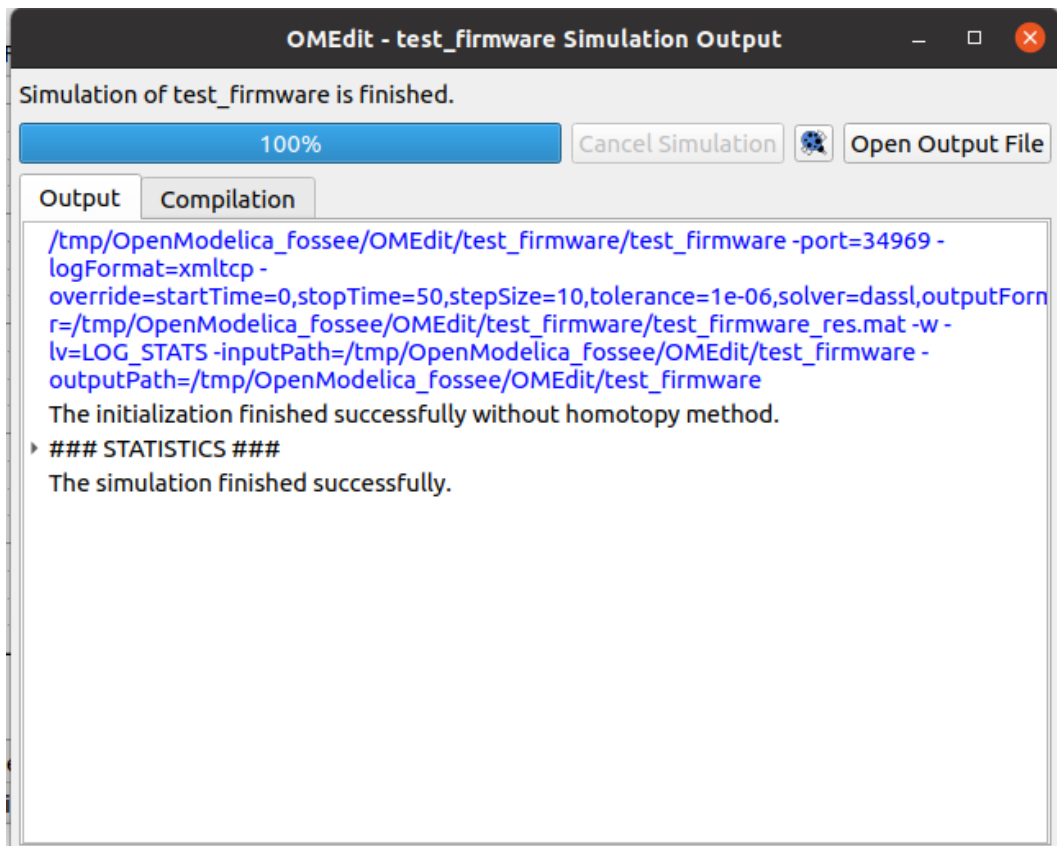 OMEdit - test_firmware Simulation Output
Simulation of test_firmware is finished.
100%
Cancel Simulation
Open Output File
Output
Compilation
/tmp/OpenModelica_fossee/OMEdit/test_firmware/test_firmware -port=34969 -
logFormat=xmltcp -
override=startTime=0,stopTime=50,stepSize=10,tolerance=1e-06,solver=dassl,outputForn
r=/tmp/OpenModelica_fossee/OMEdit/test_firmware/test_firmware_res.mat -w -
lv=LOG_STATS -inputPath=/tmp/OpenModelica_fossee/OMEdit/test_firmware -
outputPath=/tmp/OpenModelica_fossee/OMEdit/test_firmware
The initialization finished successfully without homotopy method.
### STATISTICS ###
The simulation finished successfully.